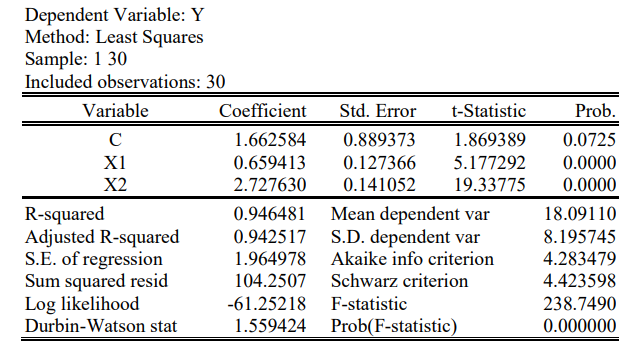 Dependent Variable: Y
Method: Least Squares
Sample: 1 30
Included observations: 30
Variable Coefficient Std. Error t-Statistic Prob.
C 1.662584 0.889373 1.869389 0.0725
X1 0.659413 0.127366 5.177292 0.0000
X2 2.727630 0.141052 19.33775 0.0000
R-squared 0.946481 Mean dependent var 18.09110
Adjusted R-squared 0.942517 S.D. dependent var 8.195745
S.E. of regression 1.964978 Akaike info criterion 4.283479
Sum squared resid 104.2507 Schwarz criterion 4.423598
Log likelihood -61.25218 F-statistic 238.7490
Durbin-Watson stat 1.559424 Prob(F-statistic) 0.000000